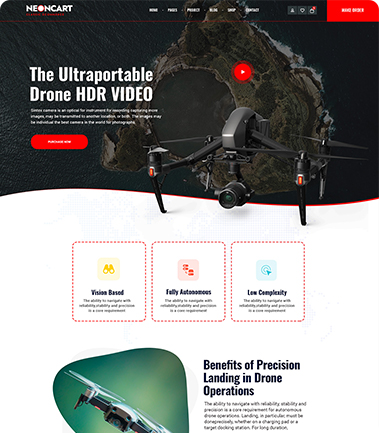 NEONCART
HOME PAGES PROJECT BLOG SHOP CONTACT
MAKE ORDER
The Ultraportable
Drone HDR VIDEO
camera is an optical for instrument for recording capturing more
images, may be transmitted to another location, or both. The images may
be individual the best camera in the world for photographs.
PURCHASE NOW
Vision Based
The ability to navigate with
reliability, stability and precision
is a core requirement
Fully Autonomous
The ability to navigate with
reliability, stability and precision
is a core requirement
Low Complexity
The ability to navigate with
reliability, stability and precision
is a core requirement
Benefits of Precision
Landing in Drone
Operations
The ability to navigate with reliability, stability and
precision is a core requirement for autonomous
drone operations. Landing, in particular, must be
doneprecisely, whether on a charging pad or a
target docking station. For long duration,